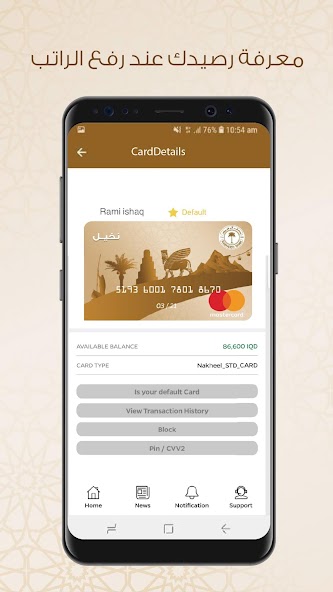 معرفة رصيدك عند رفع الراتب
76% 10:54 am
CardDetails
Rami ishaq
Default
نخيل
5193 6001 7801 8670
03 / 21
mastercard
AVAILABLE BALANCE
86,600 IQD
CARD TYPE
Nakheel_STD_CARD
Is your default Card
View Transaction History
Block
Pin / CVV2
Home
News
Notification
Support